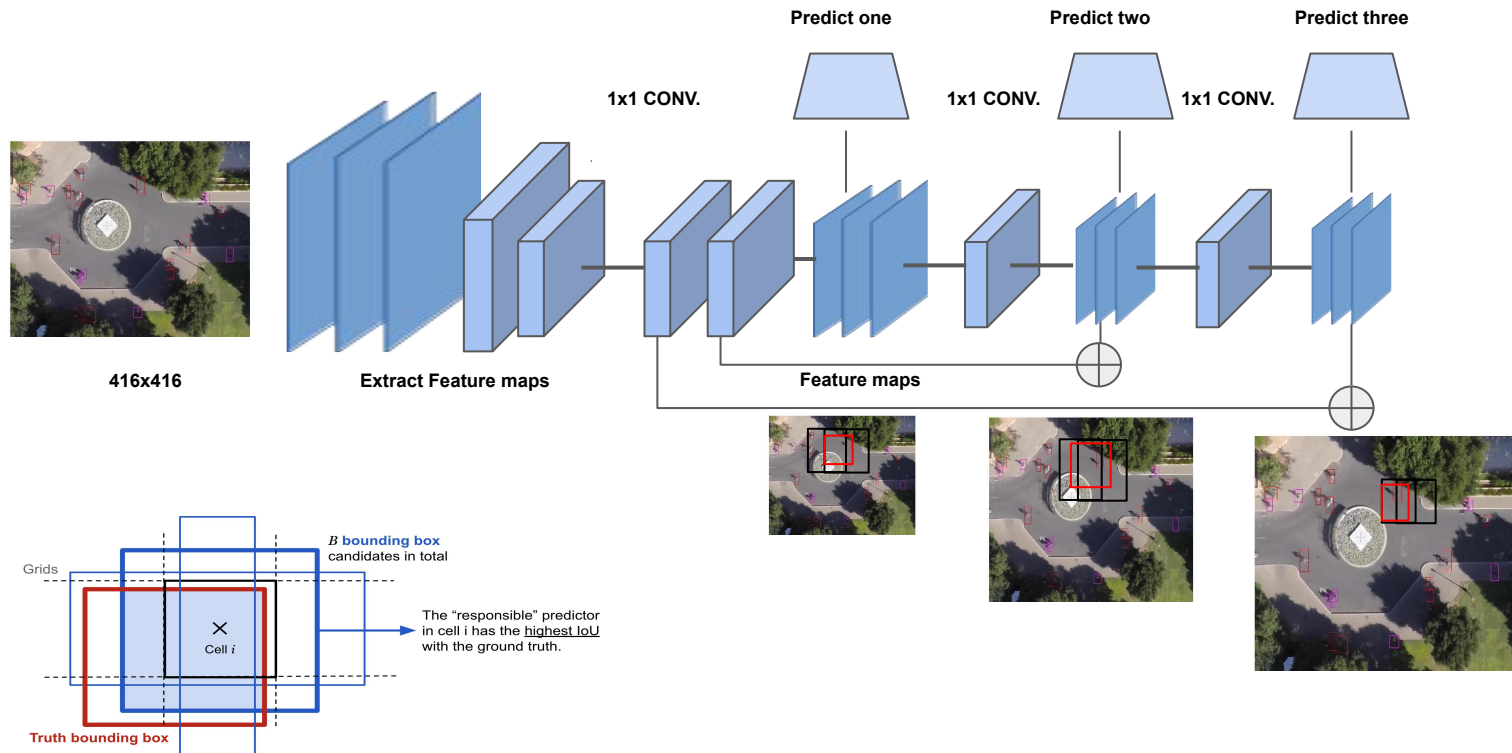 Predict one
Predict two
Predict three
1x1 CONV.
1x1 CONV.
1x1 CONV.
416x416
Extract Feature maps
Feature maps
B bounding box
candidates in total
Grids
The “responsible” predictor
in cell i has the highest IoU
with the ground truth.
Cell i
Truth bounding box